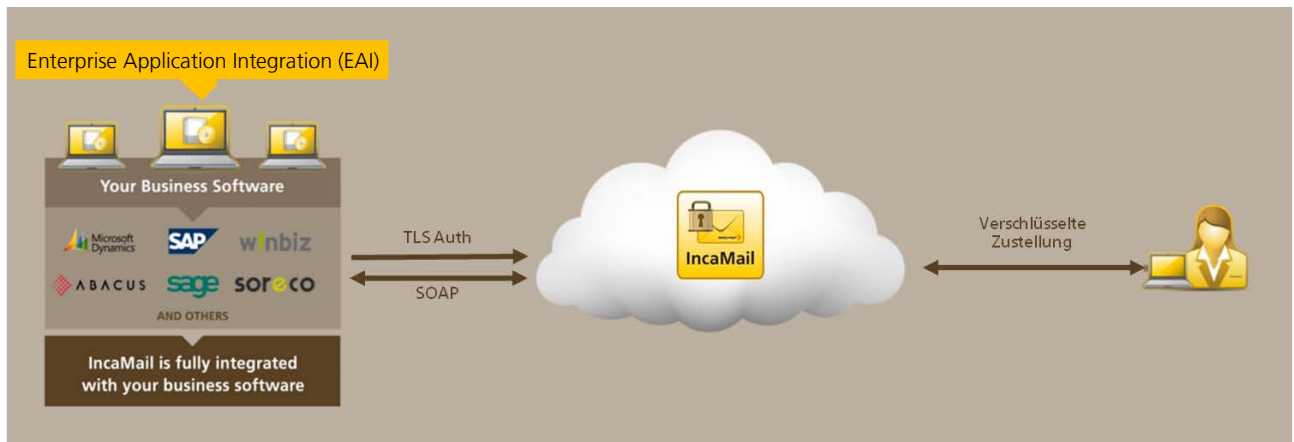 Enterprise Application Integration (EAI)
Your Business Software
Microsoft
Dynamics
SAP
winbiz
ABACUS
sage
soreco
AND OTHERS
IncaMail is fully integrated
with your business software
TLS Auth
SOAP
IncaMail
Verschlüsselte
Zustellung